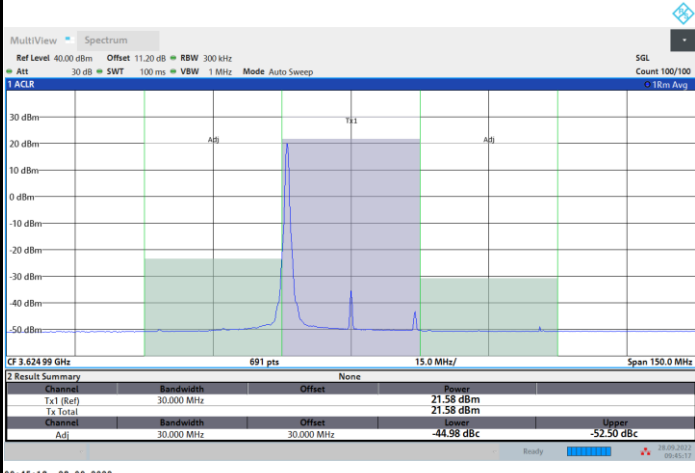 MultiView Spectrum
Ref Level 40.00 dBm Offset 11.20 dB RBW 300 kHz SGL
Att 30 dB SWT 100 ms VBW 1 MHz Mode Auto Sweep Count 100/100
1 ACLR 1Rm Avg
30 dBm
Tx1
20 dBm
Adj Adj
10 dBm
0 dBm
-10 dBm
-20 dBm
-30 dBm
-40 dBm
-50 dBm
CF 3.624 99 GHz 691 pts 15.0 MHz/ Span 150.0 MHz
2 Result Summary None
Channel Bandwidth Offset Power
Tx1 (Ref) 30.000 MHz 21.58 dBm
Tx Total 21.58 dBm
Channel Bandwidth Offset Lower Upper
Adj 30.000 MHz 30.000 MHz -44.98 dBc -52.50 dBc
Ready 28.09.2022
09:45:17